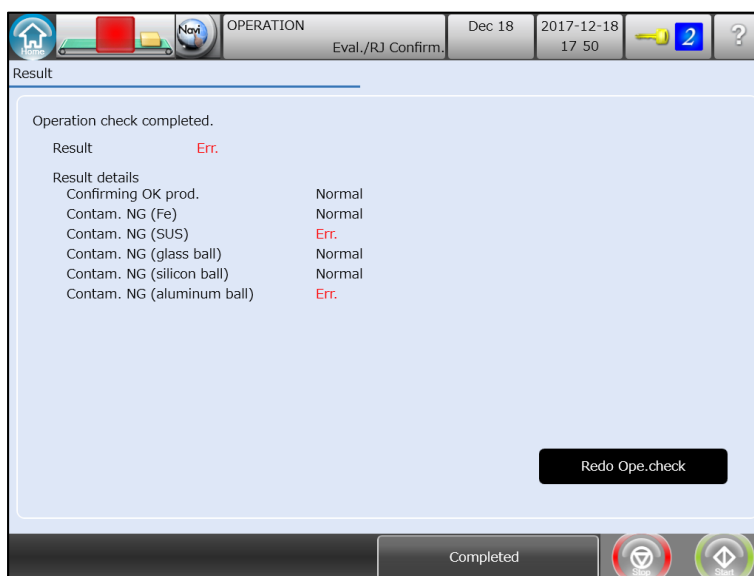 Home
Navi
OPERATION
Eval./RJ Confirm.
Dec 18
2017-12-18
17 50
2
?
Result
Operation check completed.
Result Err.
Result details
Confirming OK prod. Normal
Contam. NG (Fe) Normal
Contam. NG (SUS) Err.
Contam. NG (glass ball) Normal
Contam. NG (silicon ball) Normal
Contam. NG (aluminum ball) Err.
Redo Ope.check
Completed
Stop
Start